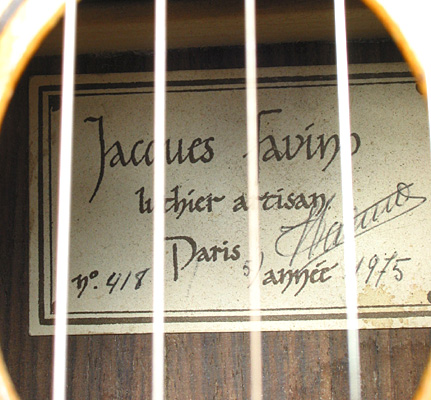 Jacques Favino
luthier artisan
Paris
nº. 418 année 1975